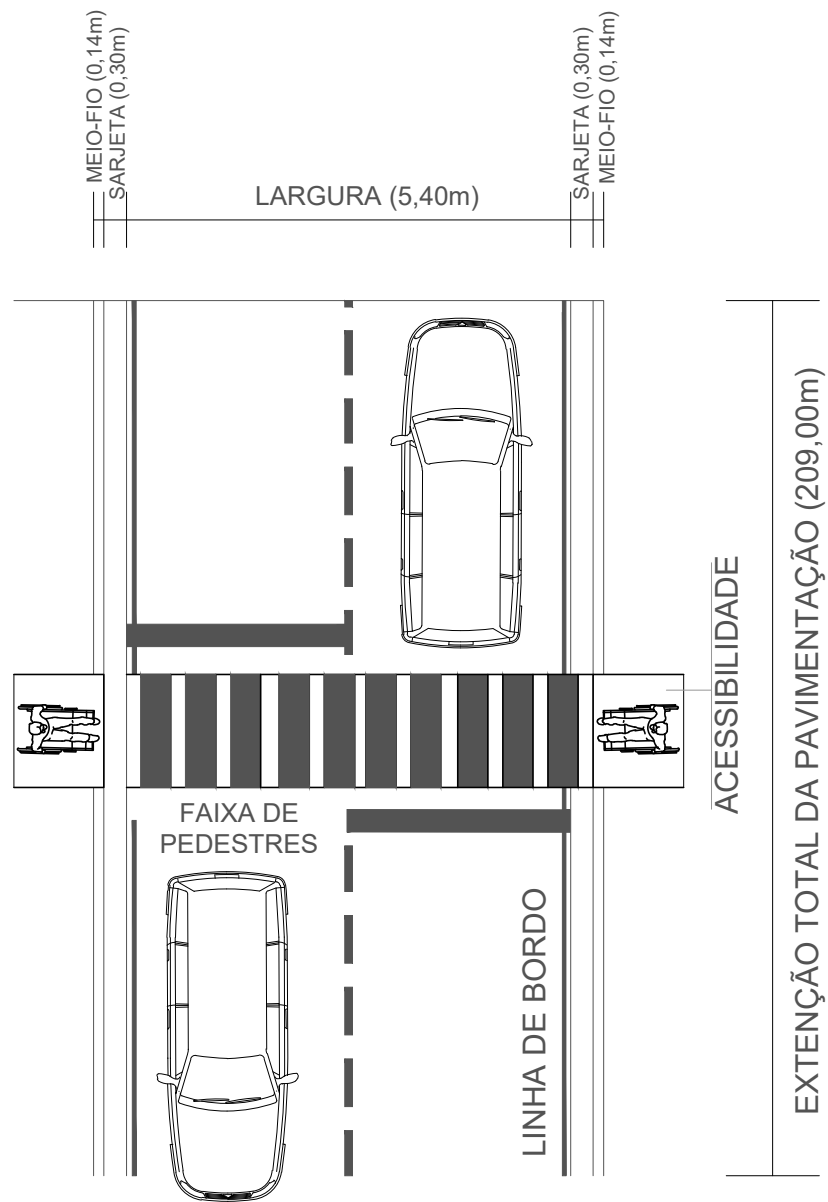 MEIO-FIO (0,14m)
SARJETA (0,30m)
LARGURA (5,40m)
SARJETA (0,30m)
MEIO-FIO (0,14m)
EXTENÇÃO TOTAL DA PAVIMENTAÇÃO (209,00m)
ACESSIBILIDADE
FAIXA DE
PEDESTRES
LINHA DE BORDO